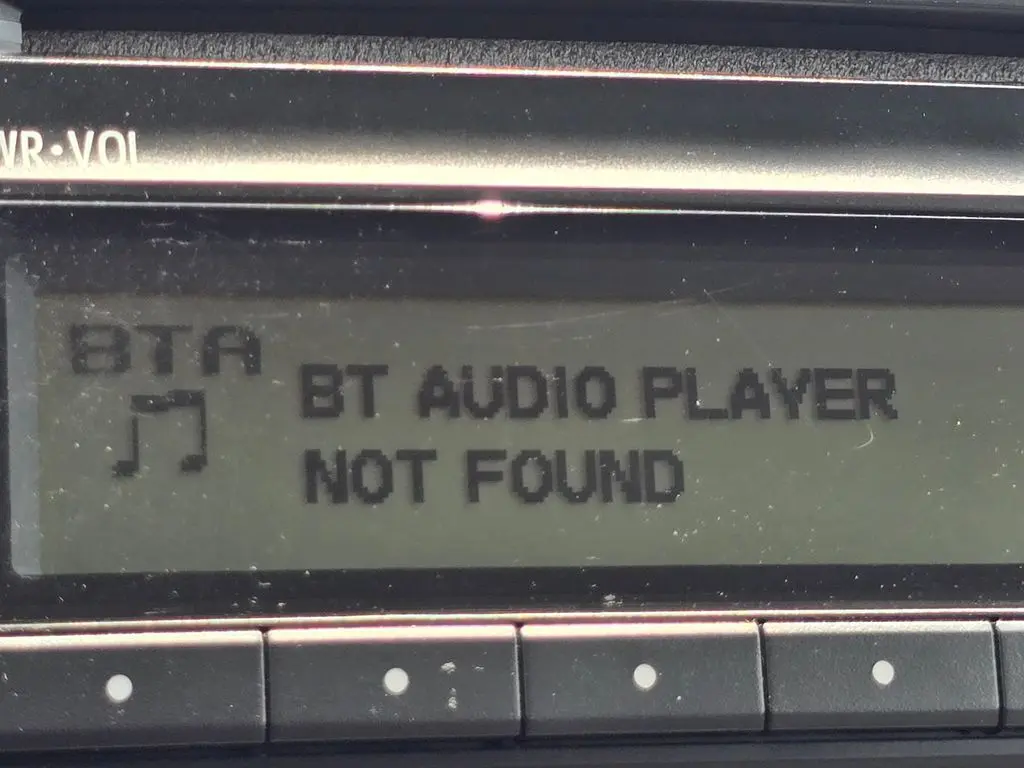 WR•VOL
BTA
BT AUDIO PLAYER
NOT FOUND